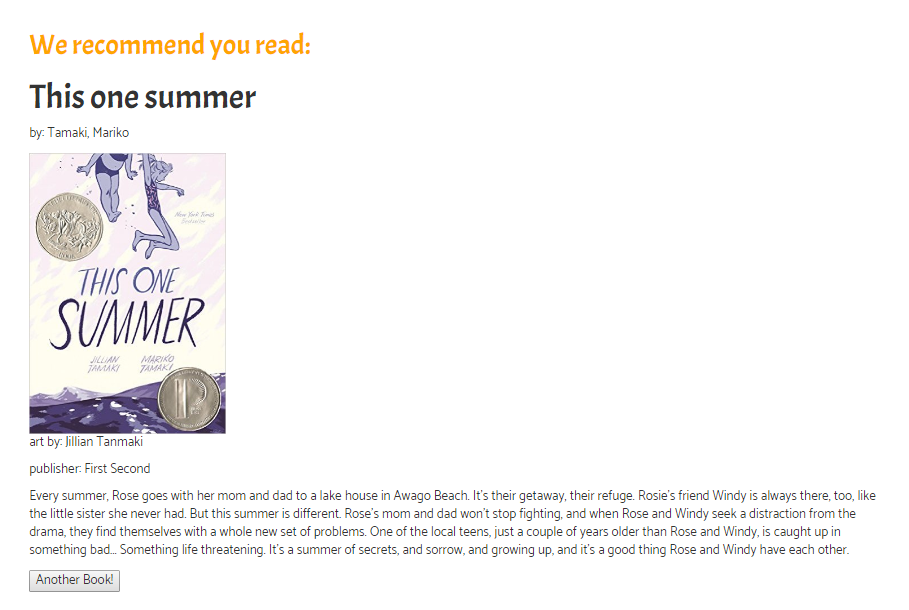 We recommend you read:
This one summer
by: Tamaki, Mariko
New York Times
Bestseller
THIS ONE
SUMMER
JILLIAN TAMAKI
MARIKO TAMAKI
art by: Jillian Tanmaki
publisher: First Second
Every summer, Rose goes with her mom and dad to a lake house in Awago Beach. It's their getaway, their refuge. Rosie's friend Windy is always there, too, like
the little sister she never had. But this summer is different. Rose's mom and dad won't stop fighting, and when Rose and Windy seek a distraction from the
drama, they find themselves with a whole new set of problems. One of the local teens, just a couple of years older than Rose and Windy, is caught up in
something bad... Something life threatening. It's a summer of secrets, and sorrow, and growing up, and it's a good thing Rose and Windy have each other.
Another Book!